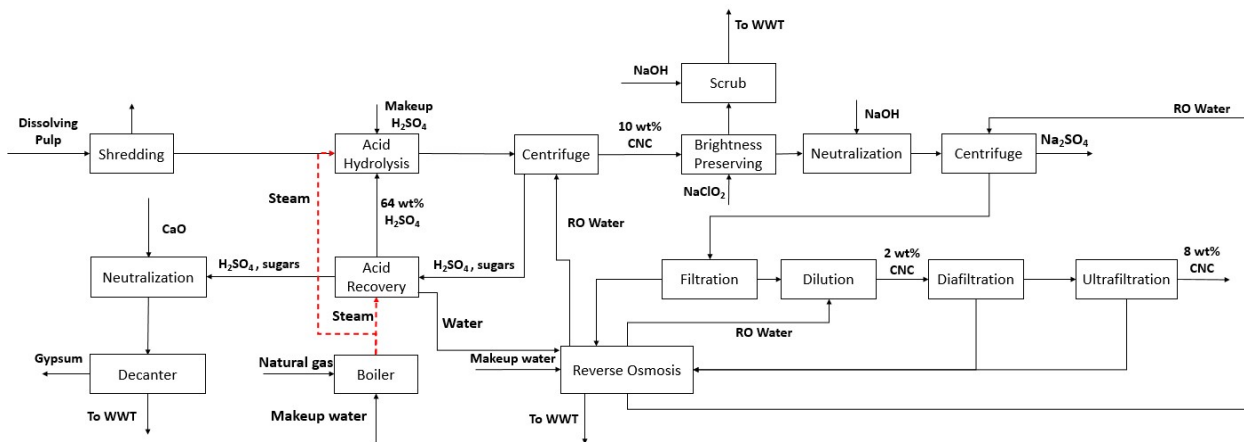 To WWT
NaOH
Scrub
NaOH
RO Water
Makeup
H₂SO₄
Dissolving
Pulp
Shredding
Acid
Hydrolysis
Centrifuge
10 wt%
CNC
Brightness
Preserving
Neutralization
Centrifuge
Na₂SO₄
Steam
64 wt%
H₂SO₄
NaClO₂
RO Water
CaO
Neutralization
H₂SO₄, sugars
Acid
Recovery
H₂SO₄, sugars
Filtration
Dilution
2 wt%
CNC
Diafiltration
Ultrafiltration
8 wt%
CNC
Steam
Water
RO Water
Gypsum
Decanter
Natural gas
Boiler
Makeup water
Reverse Osmosis
To WWT
Makeup water
To WWT